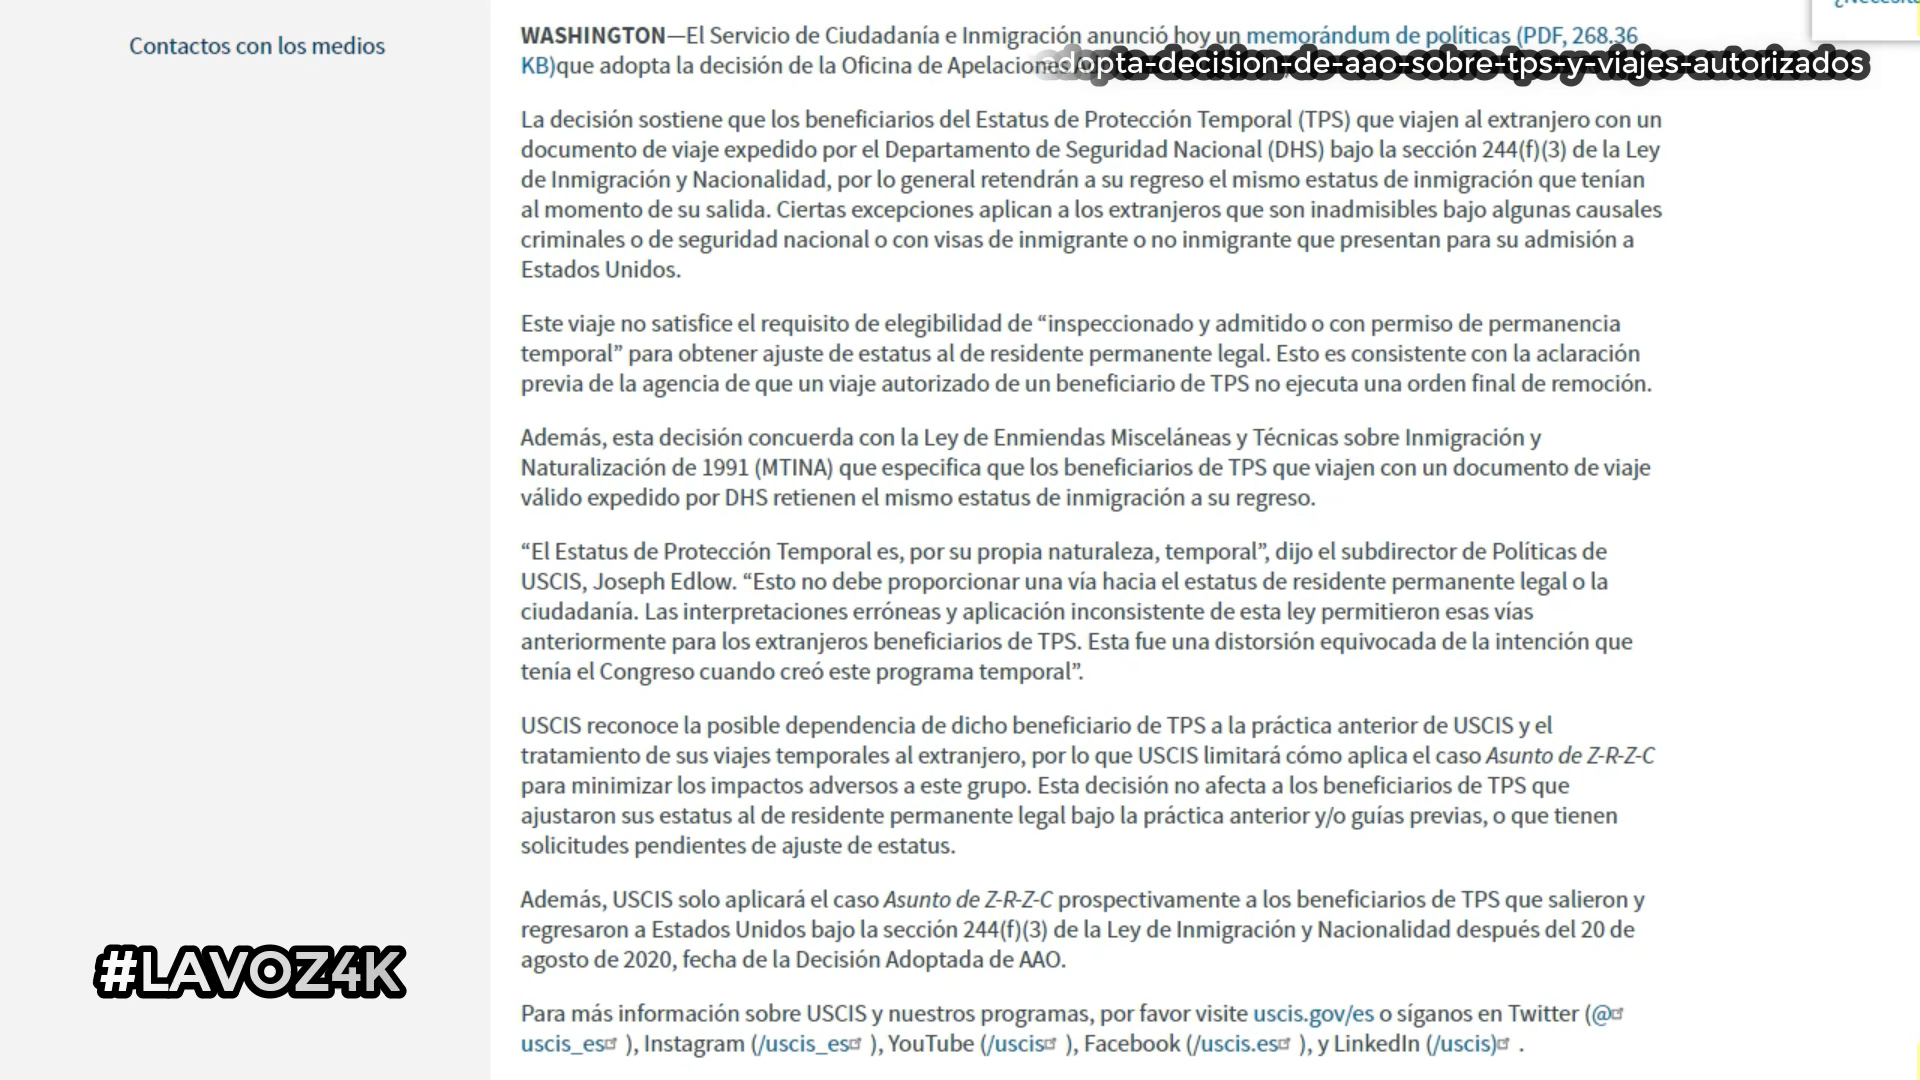 ¿Necesita
Contactos con los medios
WASHINGTON—El Servicio de Ciudadanía e Inmigración anunció hoy un memorándum de políticas (PDF, 268.36
KB)que adopta la decisión de la Oficina de Apelaciones
adopta-decision-de-aao-sobre-tps-y-viajes-autorizados
La decisión sostiene que los beneficiarios del Estatus de Protección Temporal (TPS) que viajen al extranjero con un
documento de viaje expedido por el Departamento de Seguridad Nacional (DHS) bajo la sección 244(f)(3) de la Ley
de Inmigración y Nacionalidad, por lo general retendrán a su regreso el mismo estatus de inmigración que tenían
al momento de su salida. Ciertas excepciones aplican a los extranjeros que son inadmisibles bajo algunas causales
criminales o de seguridad nacional o con visas de inmigrante o no inmigrante que presentan para su admisión a
Estados Unidos.
Este viaje no satisfice el requisito de elegibilidad de “inspeccionado y admitido o con permiso de permanencia
temporal” para obtener ajuste de estatus al de residente permanente legal. Esto es consistente con la aclaración
previa de la agencia de que un viaje autorizado de un beneficiario de TPS no ejecuta una orden final de remoción.
Además, esta decisión concuerda con la Ley de Enmiendas Misceláneas y Técnicas sobre Inmigración y
Naturalización de 1991 (MTINA) que especifica que los beneficiarios de TPS que viajen con un documento de viaje
válido expedido por DHS retienen el mismo estatus de inmigración a su regreso.
“El Estatus de Protección Temporal es, por su propia naturaleza, temporal”, dijo el subdirector de Políticas de
USCIS, Joseph Edlow. “Esto no debe proporcionar una vía hacia el estatus de residente permanente legal o la
ciudadanía. Las interpretaciones erróneas y aplicación inconsistente de esta ley permitieron esas vías
anteriormente para los extranjeros beneficiarios de TPS. Esta fue una distorsión equivocada de la intención que
tenía el Congreso cuando creó este programa temporal”.
USCIS reconoce la posible dependencia de dicho beneficiario de TPS a la práctica anterior de USCIS y el
tratamiento de sus viajes temporales al extranjero, por lo que USCIS limitará cómo aplica el caso Asunto de Z-R-Z-C
para minimizar los impactos adversos a este grupo. Esta decisión no afecta a los beneficiarios de TPS que
ajustaron sus estatus al de residente permanente legal bajo la práctica anterior y/o guías previas, o que tienen
solicitudes pendientes de ajuste de estatus.
Además, USCIS solo aplicará el caso Asunto de Z-R-Z-C prospectivamente a los beneficiarios de TPS que salieron y
regresaron a Estados Unidos bajo la sección 244(f)(3) de la Ley de Inmigración y Nacionalidad después del 20 de
agosto de 2020, fecha de la Decisión Adoptada de AAO.
Para más información sobre USCIS y nuestros programas, por favor visite uscis.gov/es o síganos en Twitter (@
uscis_es ), Instagram (/uscis_es ), YouTube (/uscis ), Facebook (/uscis.es ), y LinkedIn (/uscis) .
#LAVOZ4K